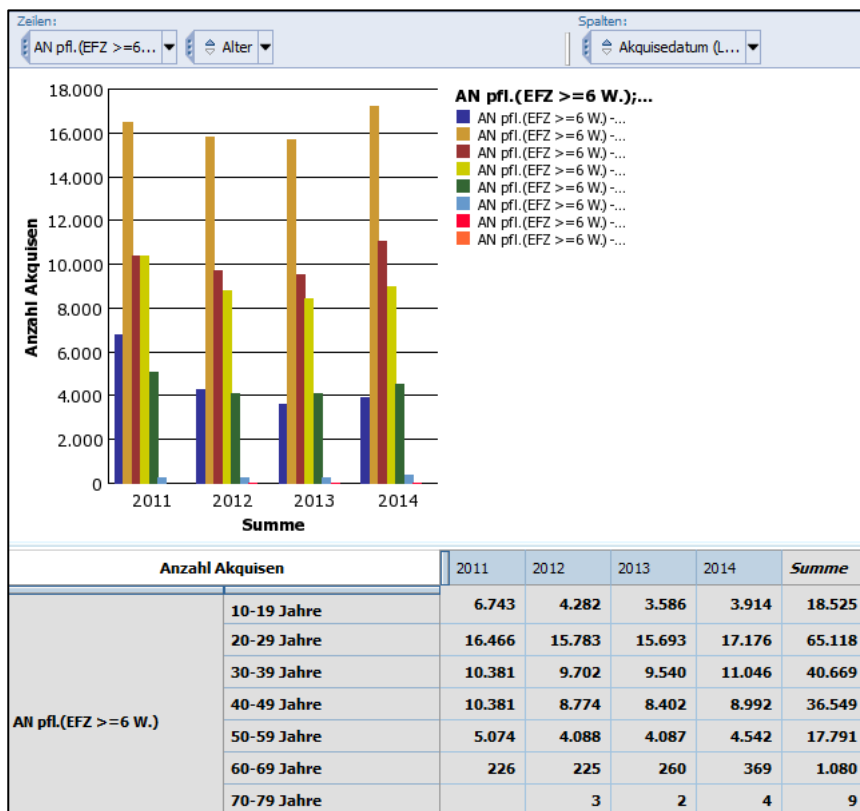 Zeilen: Spalten:
AN pfl.(EFZ >=6... Alter Akquisedatum (L...
18.000
16.000
14.000
12.000
10.000
8.000
6.000
4.000
2.000
0
Anzahl Akquisen
2011 2012 2013 2014
Summe
AN pfl.(EFZ >=6 W.);...
AN pfl.(EFZ >=6 W.) -...
AN pfl.(EFZ >=6 W.) -...
AN pfl.(EFZ >=6 W.) -...
AN pfl.(EFZ >=6 W.) -...
AN pfl.(EFZ >=6 W.) -...
AN pfl.(EFZ >=6 W.) -...
AN pfl.(EFZ >=6 W.) -...
AN pfl.(EFZ >=6 W.) -...
Anzahl Akquisen 2011 2012 2013 2014 Summe
AN pfl.(EFZ >=6 W.)
10-19 Jahre 6.743 4.282 3.586 3.914 18.525
20-29 Jahre 16.466 15.783 15.693 17.176 65.118
30-39 Jahre 10.381 9.702 9.540 11.046 40.669
40-49 Jahre 10.381 8.774 8.402 8.992 36.549
50-59 Jahre 5.074 4.088 4.087 4.542 17.791
60-69 Jahre 226 225 260 369 1.080
70-79 Jahre 3 2 4 9